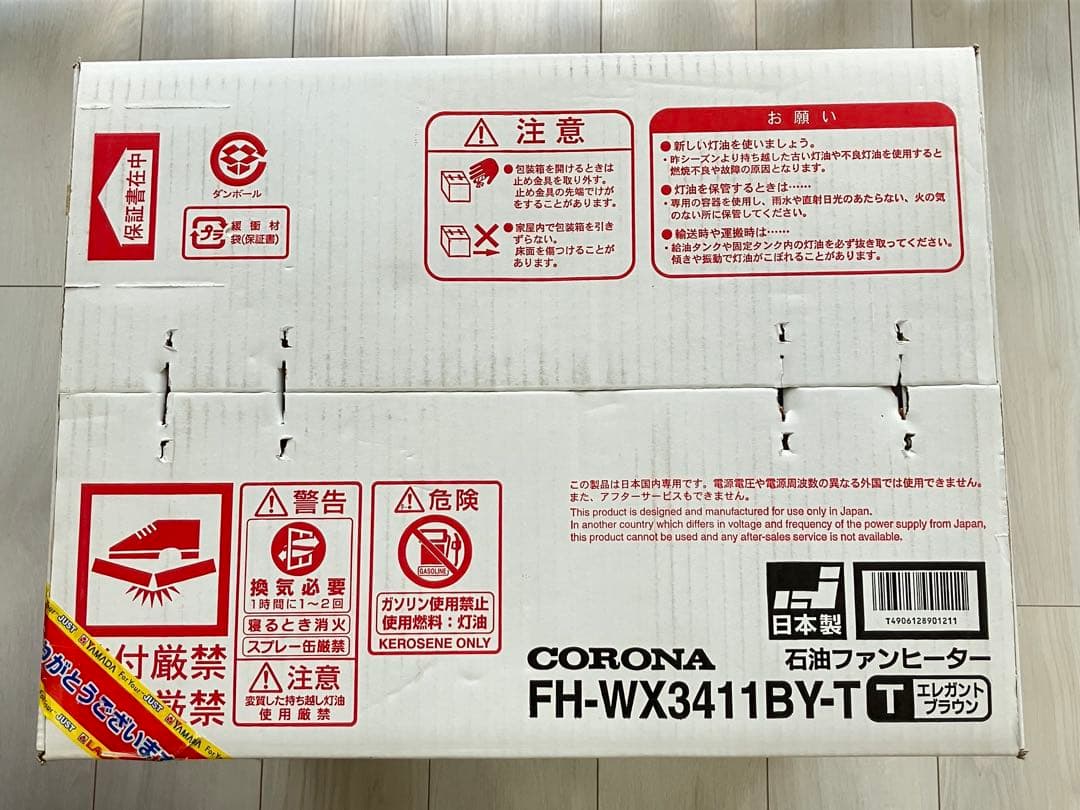 保証書在中
ダンボール
プラ
緩衝材
袋(保証書)
注意
●包装箱を開けるときは
止め金具を取り外す。
止め金具の先端でけが
をすることがあります。
●家屋内で包装箱を引き
ずらない。
床面を傷つけることが
あります。
お願い
●新しい灯油を使いましょう。
・昨シーズンより持ち越した古い灯油や不良灯油を使用すると
燃焼不良や故障の原因となります。
●灯油を保管するときは……
・専用の容器を使用し、雨水や直射日光のあたらない、火の気
のない所に保管してください。
●輸送時や運搬時は……
・給油タンクや固定タンク内の灯油を必ず抜き取ってください。
傾きや振動で灯油がこぼれることがあります。
付厳禁
厳禁
警告
換気必要
1時間に1〜2回
寝るとき消火
スプレー缶厳禁
注意
変質した持ち越し灯油
使用厳禁
危険
GASOLINE
ガソリン使用禁止
使用燃料：灯油
KEROSENE ONLY
この製品は日本国内専用です。電源電圧や電源周波数の異なる外国では使用できません。
また、アフターサービスもできません。
This product is designed and manufactured for use only in Japan.
In another country which differs in voltage and frequency of the power supply from Japan,
this product cannot be used and any after-sales service is not available.
日本製
T4906128901211
CORONA
石油ファンヒーター
FH-WX3411BY-T
T
エレガント
ブラウン
JUST
YAMADA
For Your
JUST
YAMADA
For Y
りがとうございま
JUST